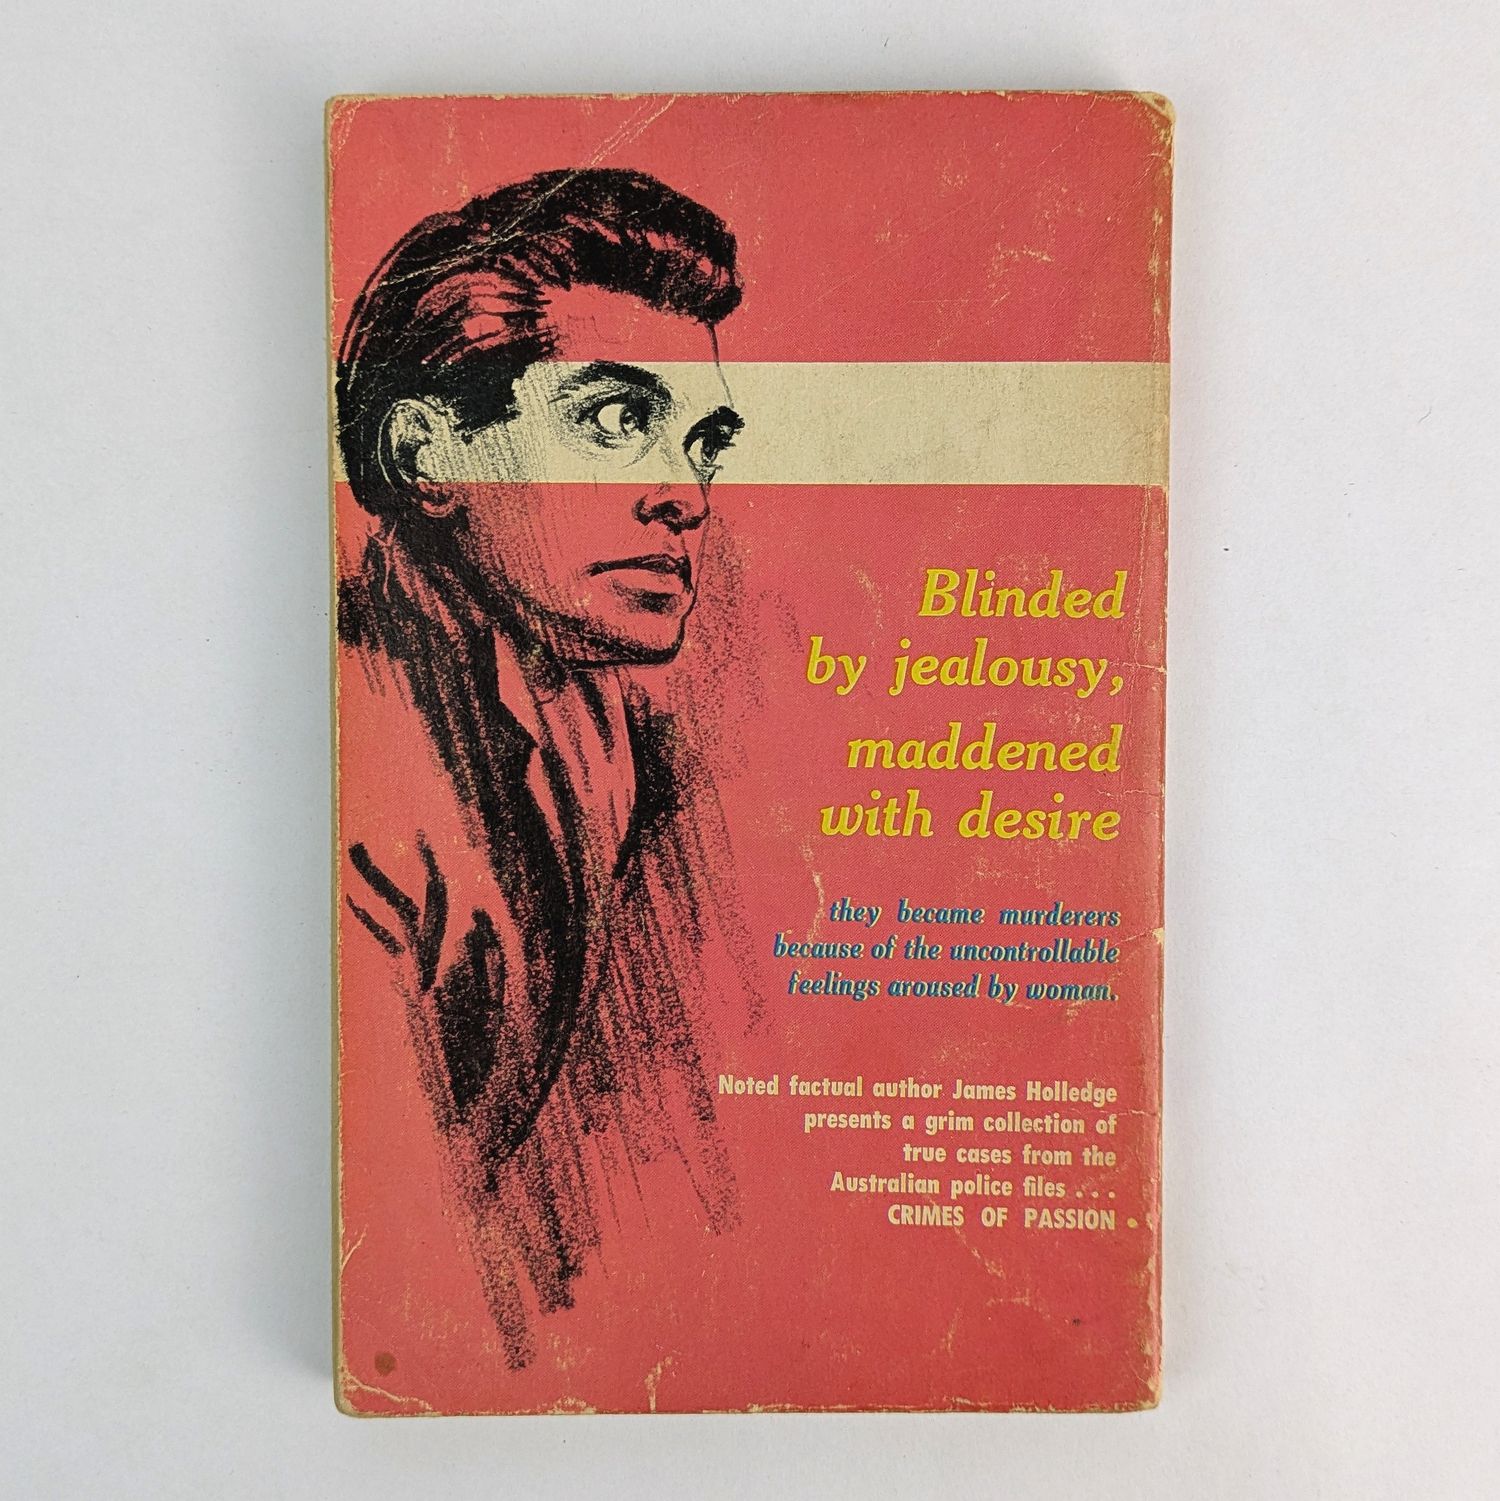 Blinded
by jealousy,
maddened
with desire
they became murderers
because of the uncontrollable
feelings aroused by woman.
Noted factual author James Holledge
presents a grim collection of
true cases from the
Australian police files . . .
CRIMES OF PASSION